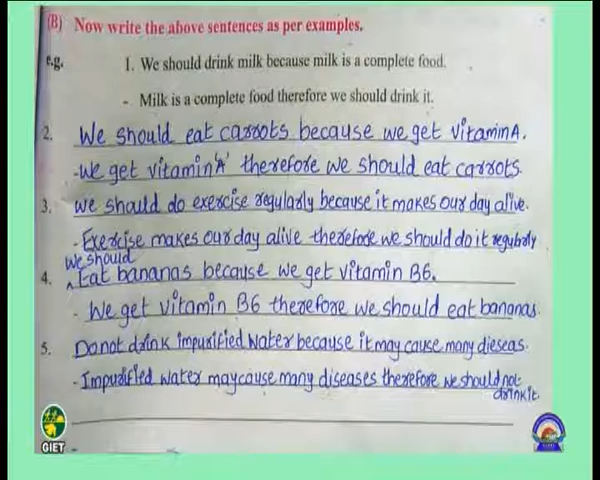 (B) Now write the above sentences as per examples.
e.g. 1. We should drink milk because milk is a complete food.
- Milk is a complete food therefore we should drink it.
2. We should eat carrots because we get vitamin A.
- We get vitamin 'A' therefore we should eat carrots.
3. We should do exercise regularly because it makes our day alive.
- Exercise makes our day alive therefore we should do it regularly
We should
4. ^ Eat bananas because we get vitamin B6.
- We get vitamin B6 therefore we should eat bananas.
5. Do not drink impurified water because it may cause many dieseas.
- Impurified water may cause many diseases therefore we should not
drink it.
GIET